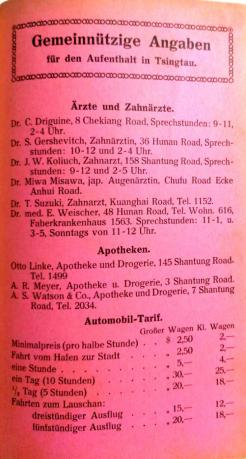 Gemeinnützige Angaben
für den Aufenthalt in Tsingtau.
Ärzte und Zahnärzte.
Dr. C. Driguine, 8 Chekiang Road, Sprechstunden: 9-11,
2-4 Uhr.
Dr. S. Gershevitch, Zahnärztin, 36 Hunan Road, Sprech-
stunden: 10-12 und 2-4 Uhr.
Dr. J. W. Koliuch, Zahnarzt, 158 Shantung Road, Sprech-
stunden: 9-12 und 2-5 Uhr.
Dr. Miwa Misawa, jap. Augenärztin, Chufu Road Ecke
Anhui Road.
Dr. T. Suzuki, Zahnarzt, Kuanghai Road, Tel. 1152.
Dr. med. E. Weischer, 48 Hunan Road, Tel. Wohn. 616,
Faberkrankenhaus 1563. Sprechstunden: 11-1, u.
3-5, Sonntags von 11-12 Uhr.
Apotheken.
Otto Linke, Apotheke und Drogerie, 145 Shantung Road.
Tel. 1499
A. R. Meyer, Apotheke u. Drogerie, 3 Shantung Road.
A. S. Watson & Co., Apotheke und Drogerie, 7 Shantung
Road, Tel. 2034.
Automobil-Tarif.
Großer Wagen Kl. Wagen
Minimalpreis (pro halbe Stunde) . . $ 2,50 2,—
Fahrt vom Hafen zur Stadt . . . 2,50 2,—
eine Stunde . . . . . 5,— 4,—
ein Tag (10 Stunden) . . . . 30,— 25,—
½ Tag (5 Stunden) . . . . 20,— 18,—
Fahrten zum Lauschan:
dreistündiger Ausflug . . . 15,— 12,—
fünfstündiger Ausflug . . . 20,— 18,—